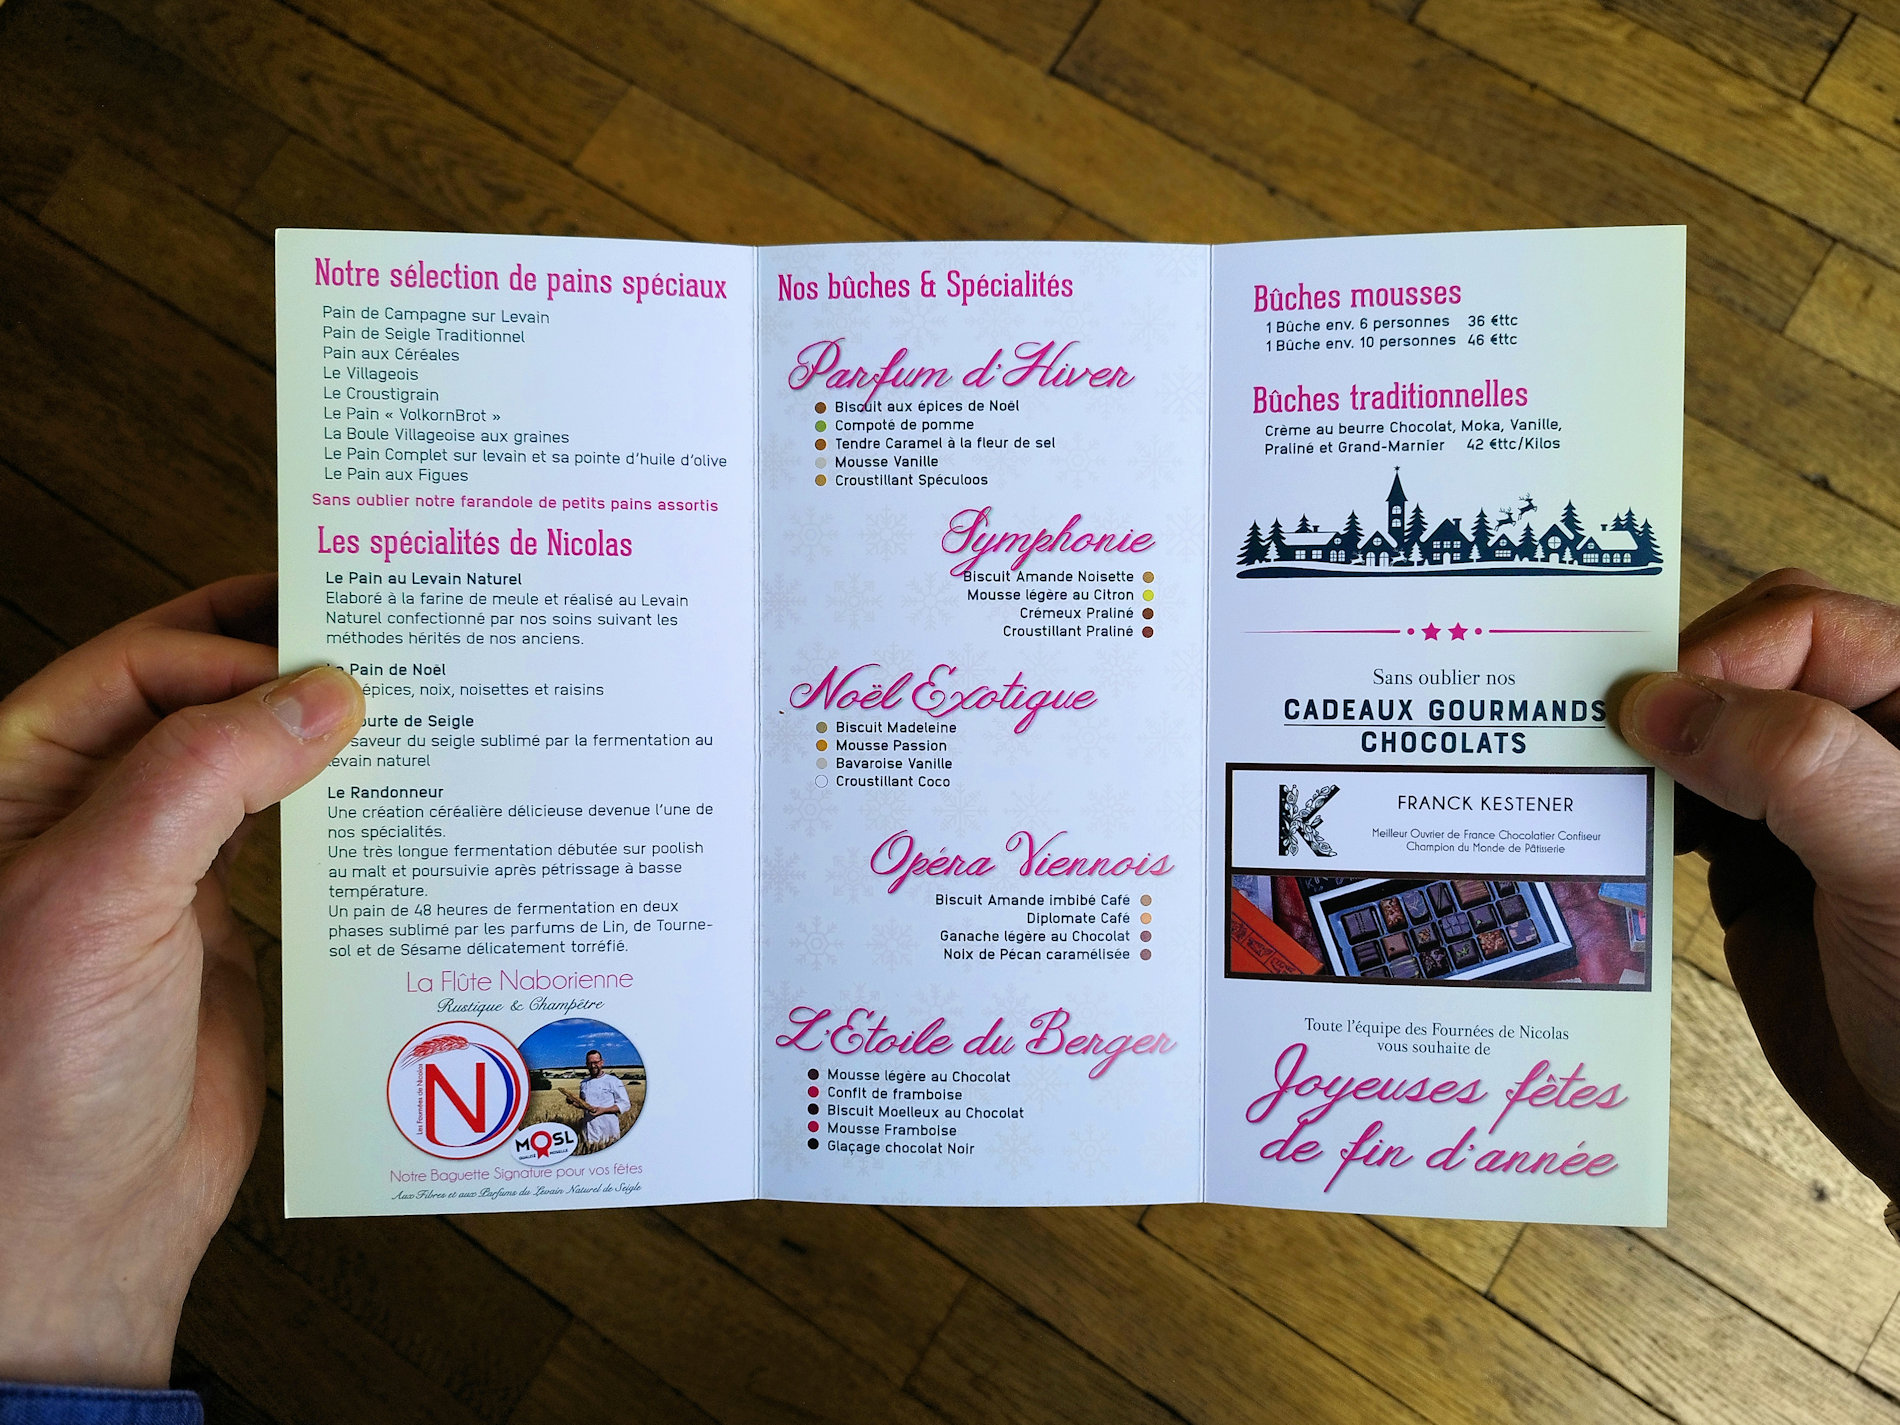 Notre sélection de pains spéciaux
Pain de Campagne sur Levain
Pain de Seigle Traditionnel
Pain aux Céréales
Le Villageois
Le Croustigrain
Le Pain « VolkornBrot »
La Boule Villageoise aux graines
Le Pain Complet sur levain et sa pointe d'huile d'olive
Le Pain aux Figues
Sans oublier notre farandole de petits pains assortis
Les spécialités de Nicolas
Le Pain au Levain Naturel
Elaboré à la farine de meule et réalisé au Levain
Naturel confectionné par nos soins suivant les
méthodes hérités de nos anciens.
Pain de Noël
épices, noix, noisettes et raisins
de Seigle
saveur du seigle sublimé par la fermentation au
levain naturel
Le Randonneur
Une création céréalière délicieuse devenue l'une de
nos spécialités.
Une très longue fermentation débutée sur poolish
au malt et poursuivie après pétrissage à basse
température.
Un pain de 48 heures de fermentation en deux
phases sublimé par les parfums de Lin, de Tourne-
sol et de Sésame délicatement torréfié.
La Flûte Naborienne
Rustique & Champêtre
Les Fournées de Nicolas
N
MOSL
QUALITÉ MOSELLE
Notre Baguette Signature pour vos fêtes
Aux Fibres et aux Parfums du Levain Naturel de Seigle
Nos bûches & Spécialités
Parfum d'Hiver
Biscuit aux épices de Noël
Compoté de pomme
Tendre Caramel à la fleur de sel
Mousse Vanille
Croustillant Spéculoos
Symphonie
Biscuit Amande Noisette
Mousse légère au Citron
Crémeux Praliné
Croustillant Praliné
Noël Exotique
Biscuit Madeleine
Mousse Passion
Bavaroise Vanille
Croustillant Coco
Opéra Viennois
Biscuit Amande imbibé Café
Diplomate Café
Ganache légère au Chocolat
Noix de Pécan caramélisée
L'Etoile du Berger
Mousse légère au Chocolat
Confit de framboise
Biscuit Moelleux au Chocolat
Mousse Framboise
Glaçage chocolat Noir
Bûches mousses
1 Bûche env. 6 personnes 36 €ttc
1 Bûche env. 10 personnes 46 €ttc
Bûches traditionnelles
Crème au beurre Chocolat, Moka, Vanille,
Praliné et Grand-Marnier 42 €ttc/Kilos
Sans oublier nos
CADEAUX GOURMANDS
CHOCOLATS
K
FRANCK KESTENER
Meilleur Ouvrier de France Chocolatier Confiseur
Champion du Monde de Pâtisserie
Toute l'équipe des Fournées de Nicolas
vous souhaite de
Joyeuses fêtes
de fin d'année